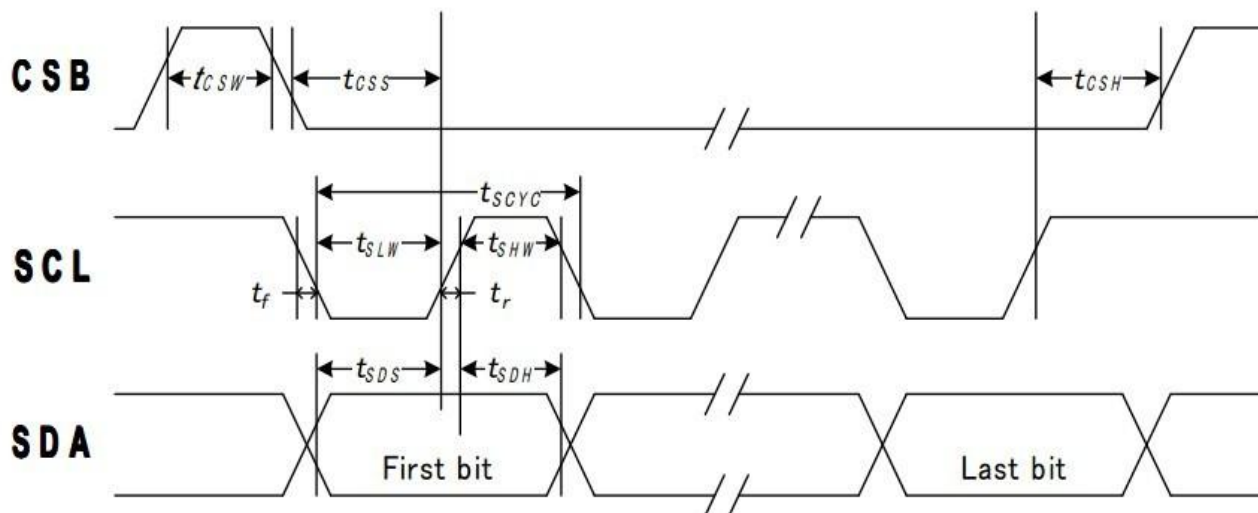 CSB
tCSW
tCSS
tCSH
tSCYC
SCL
tSLW
tSHW
tf
tr
tSDS
tSDH
SDA
First bit
Last bit